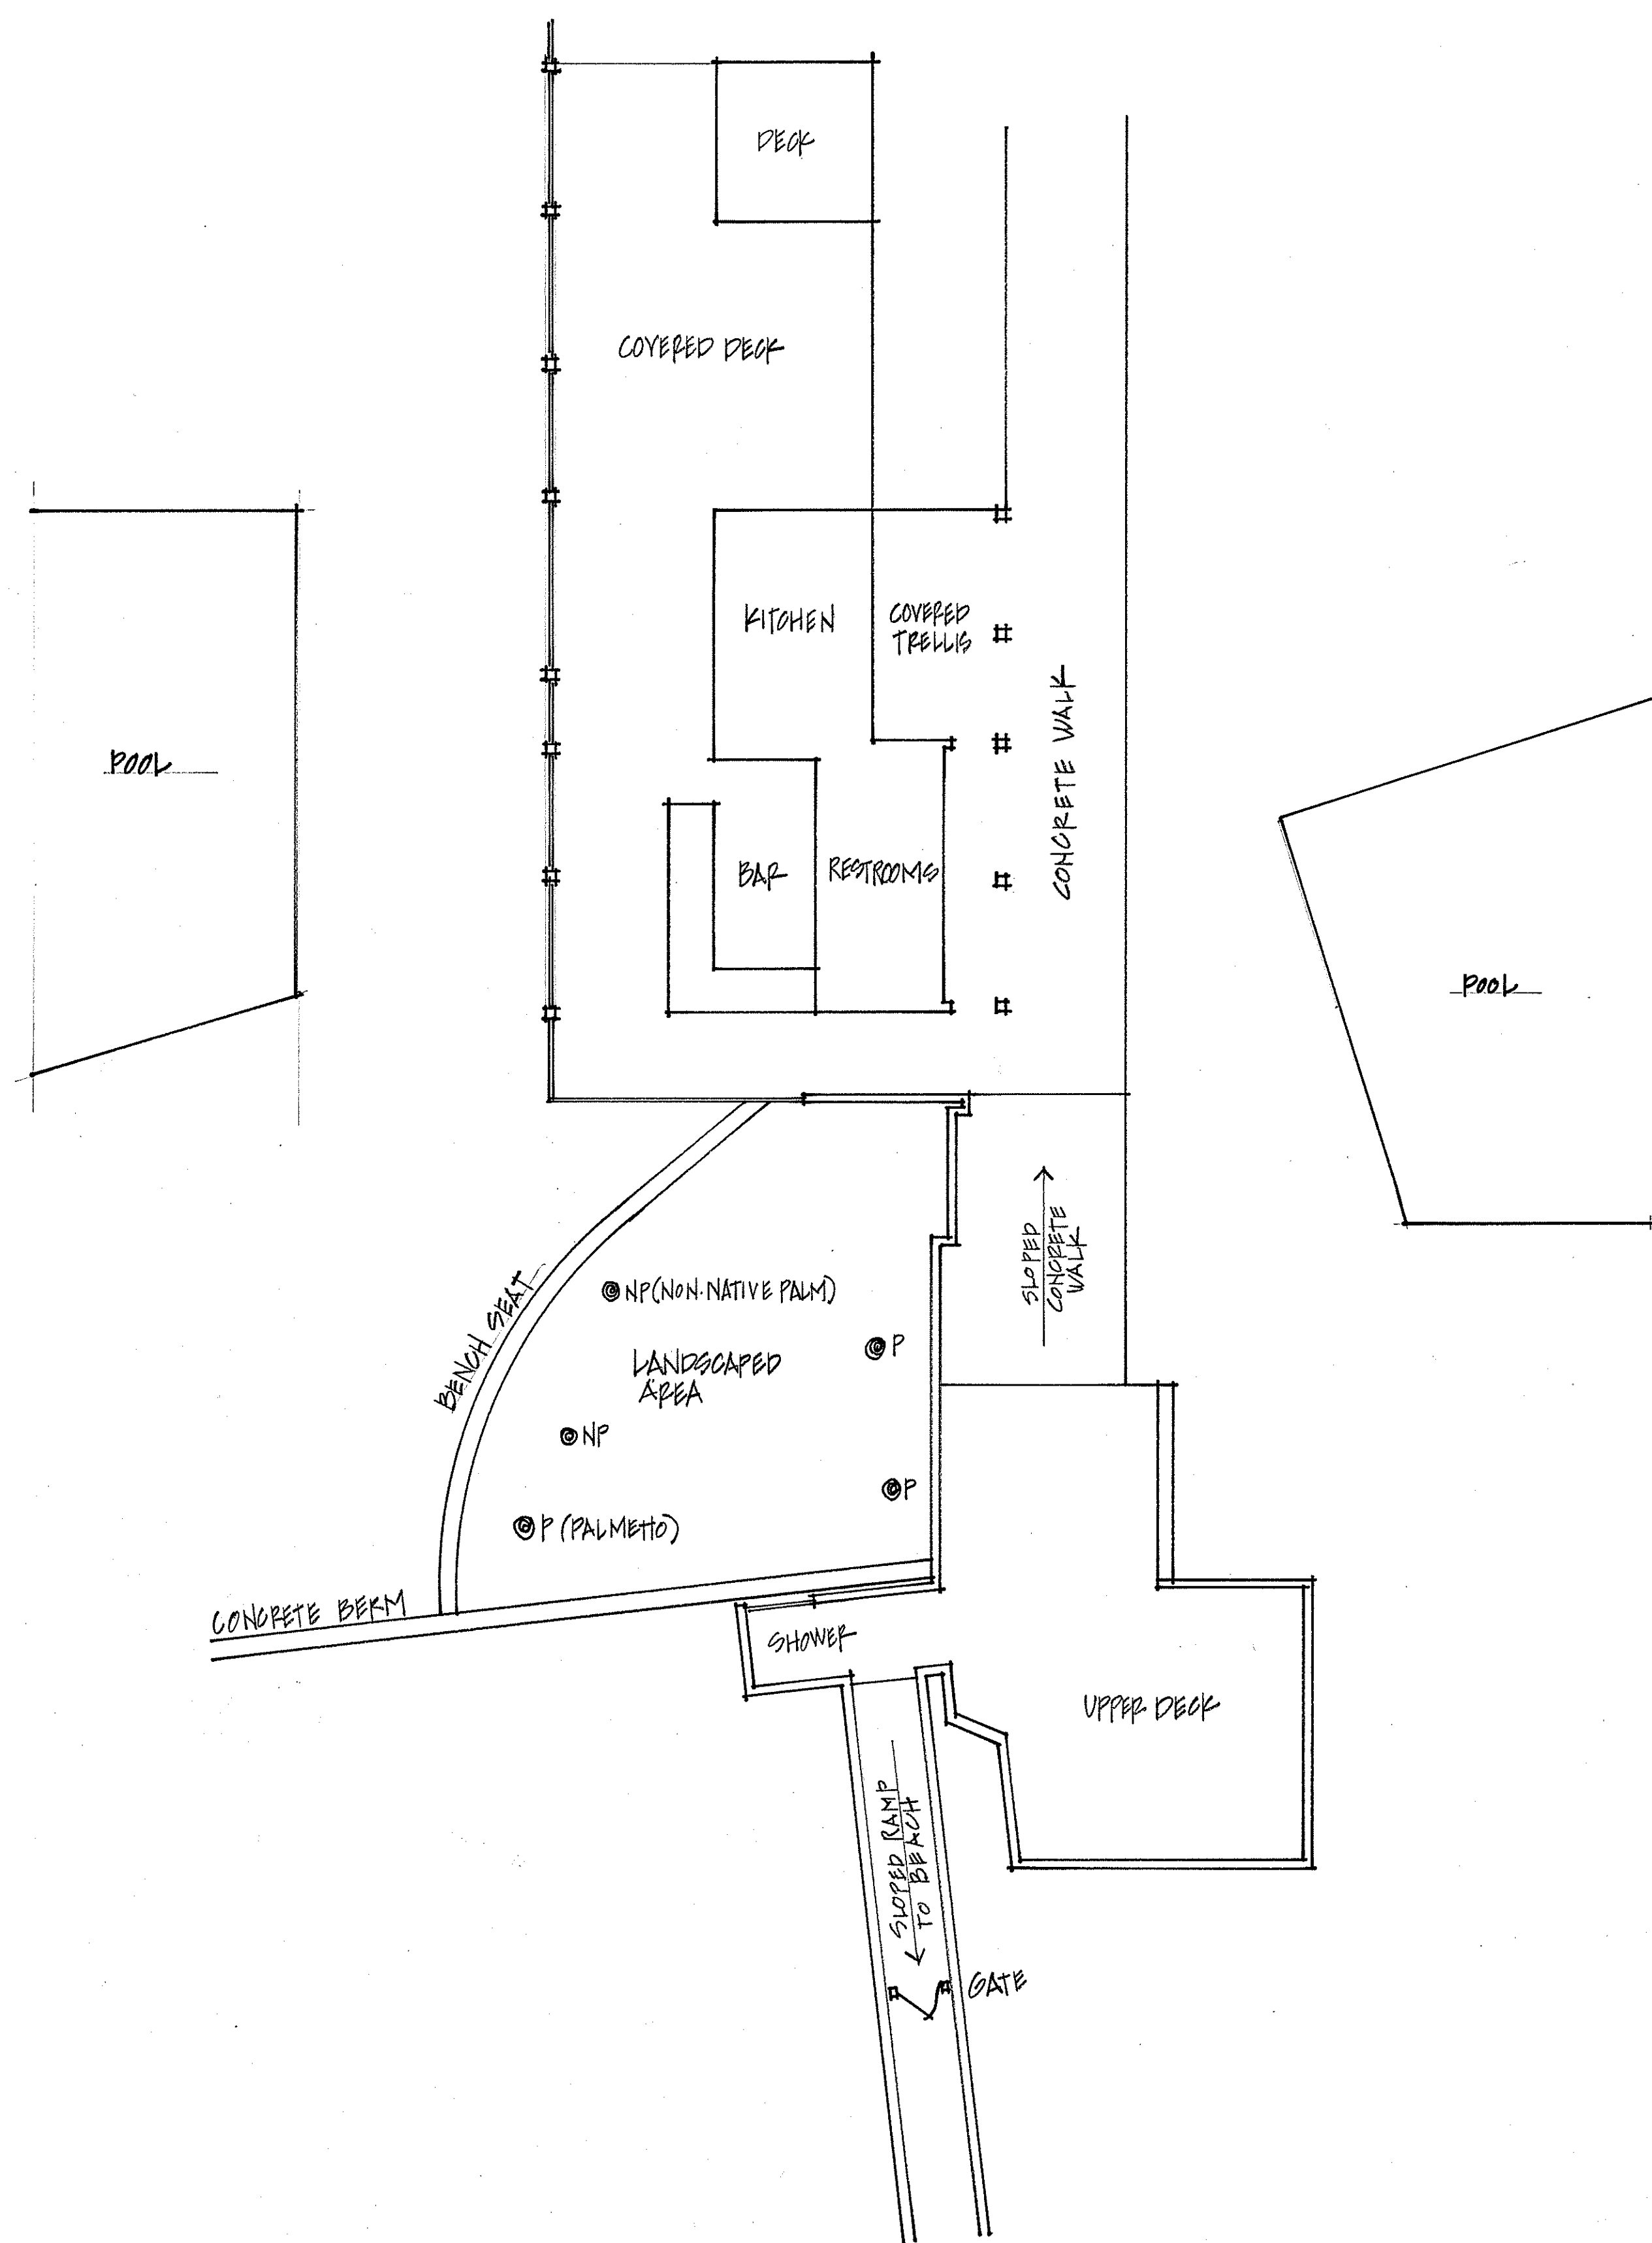 DECK
COVERED DECK
KITCHEN
COVERED
TRELLIS
CONCRETE WALK
POOL
BAR
RESTROOMS
POOL
SLOPED
CONCRETE
WALK
BENCH SEAT
NP (NON-NATIVE PALM)
P
LANDSCAPED
AREA
NP
P
P (PALMETTO)
CONCRETE BERM
SHOWER
UPPER DECK
SLOPED RAMP
TO BEACH
GATE